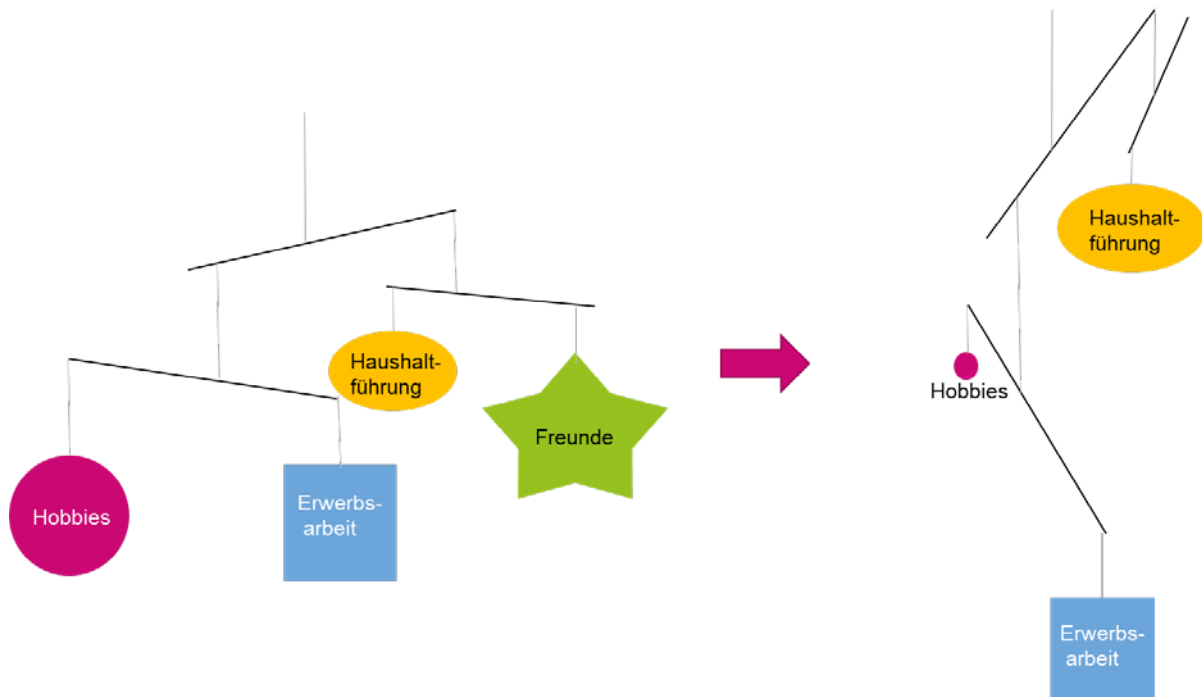 Haushalt-
führung
Freunde
Hobbies
Erwerbs-
arbeit
Haushalt-
führung
Hobbies
Erwerbs-
arbeit